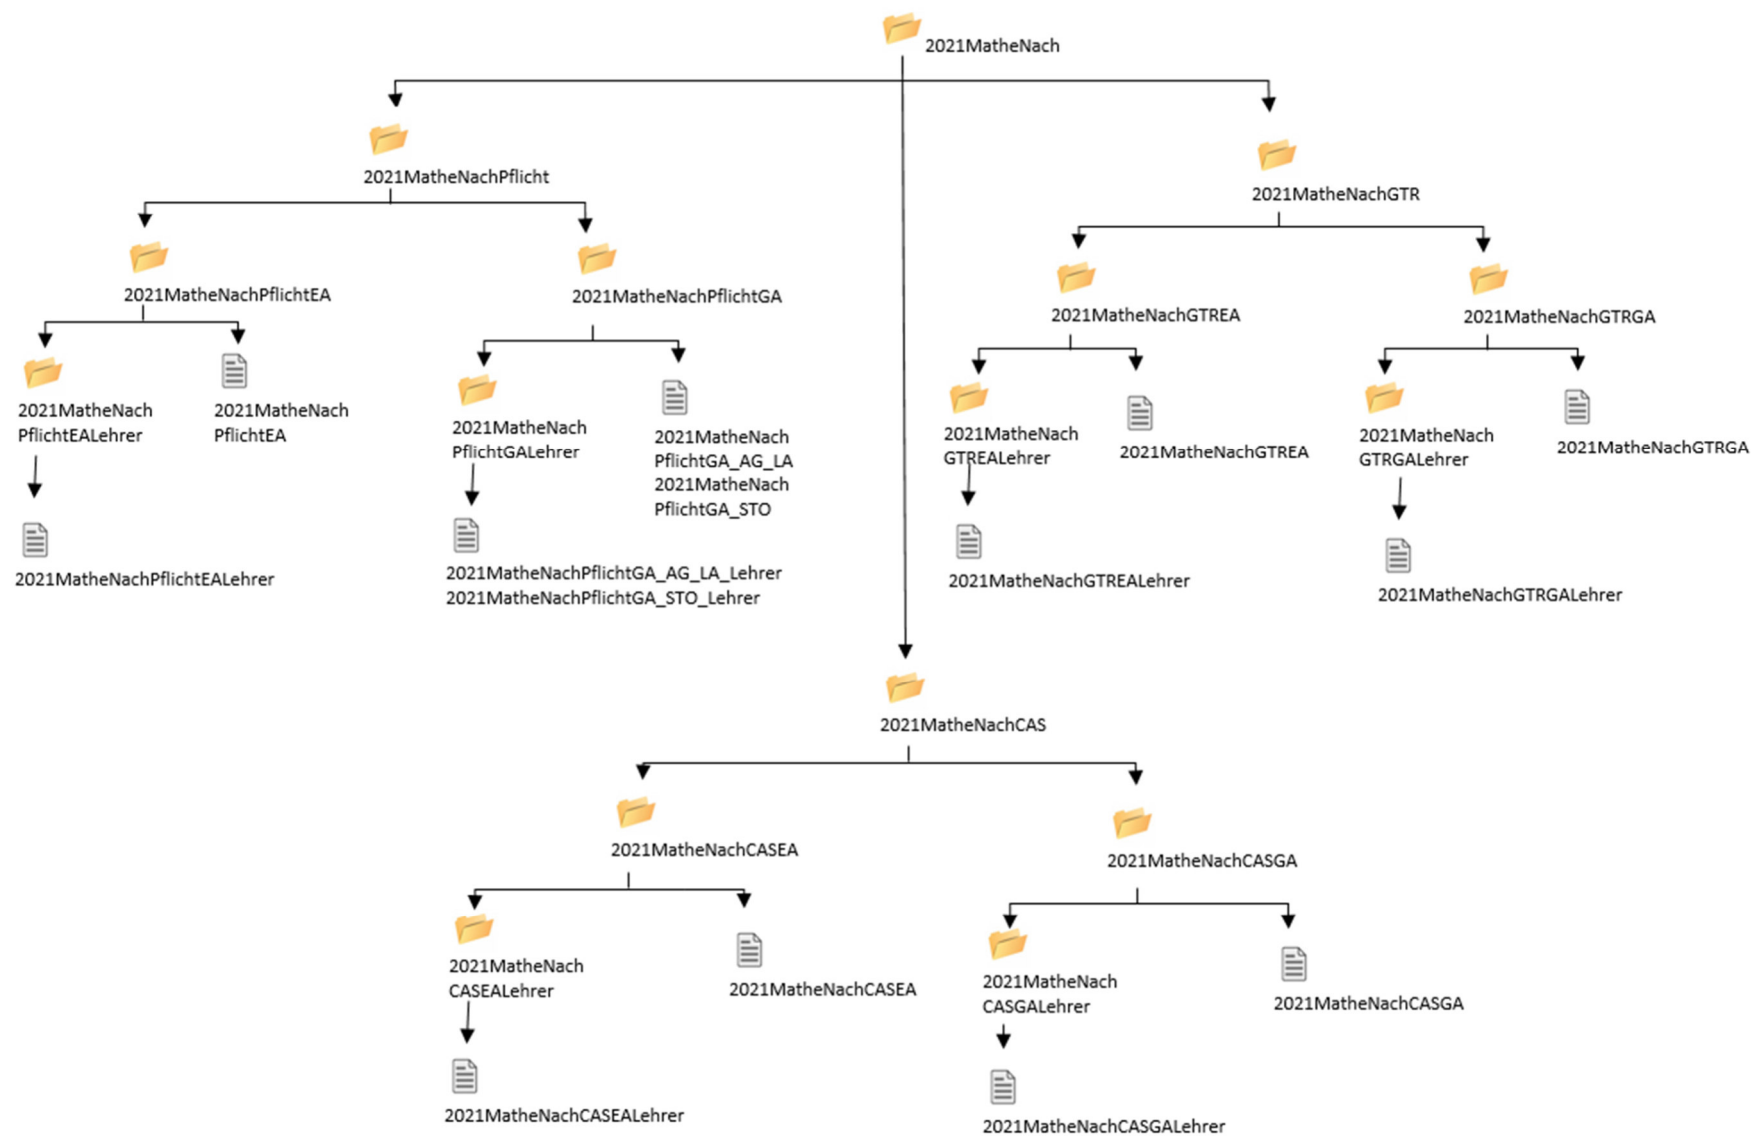 2021MatheNach
2021MatheNachPflicht
2021MatheNachGTR
2021MatheNachPflichtEA
2021MatheNachPflichtGA
2021MatheNachGTREA
2021MatheNachGTRGA
2021MatheNach
PflichtEALehrer
2021MatheNach
PflichtEA
2021MatheNach
PflichtGALehrer
2021MatheNach
PflichtGA_AG_LA
2021MatheNach
PflichtGA_STO
2021MatheNach
GTREALehrer
2021MatheNachGTREA
2021MatheNach
GTRGALehrer
2021MatheNachGTRGA
2021MatheNachPflichtEALehrer
2021MatheNachPflichtGA_AG_LA_Lehrer
2021MatheNachPflichtGA_STO_Lehrer
2021MatheNachGTREALehrer
2021MatheNachGTRGALehrer
2021MatheNachCAS
2021MatheNachCASEA
2021MatheNachCASGA
2021MatheNach
CASEALehrer
2021MatheNachCASEA
2021MatheNach
CASGALehrer
2021MatheNachCASGA
2021MatheNachCASEALehrer
2021MatheNachCASGALehrer